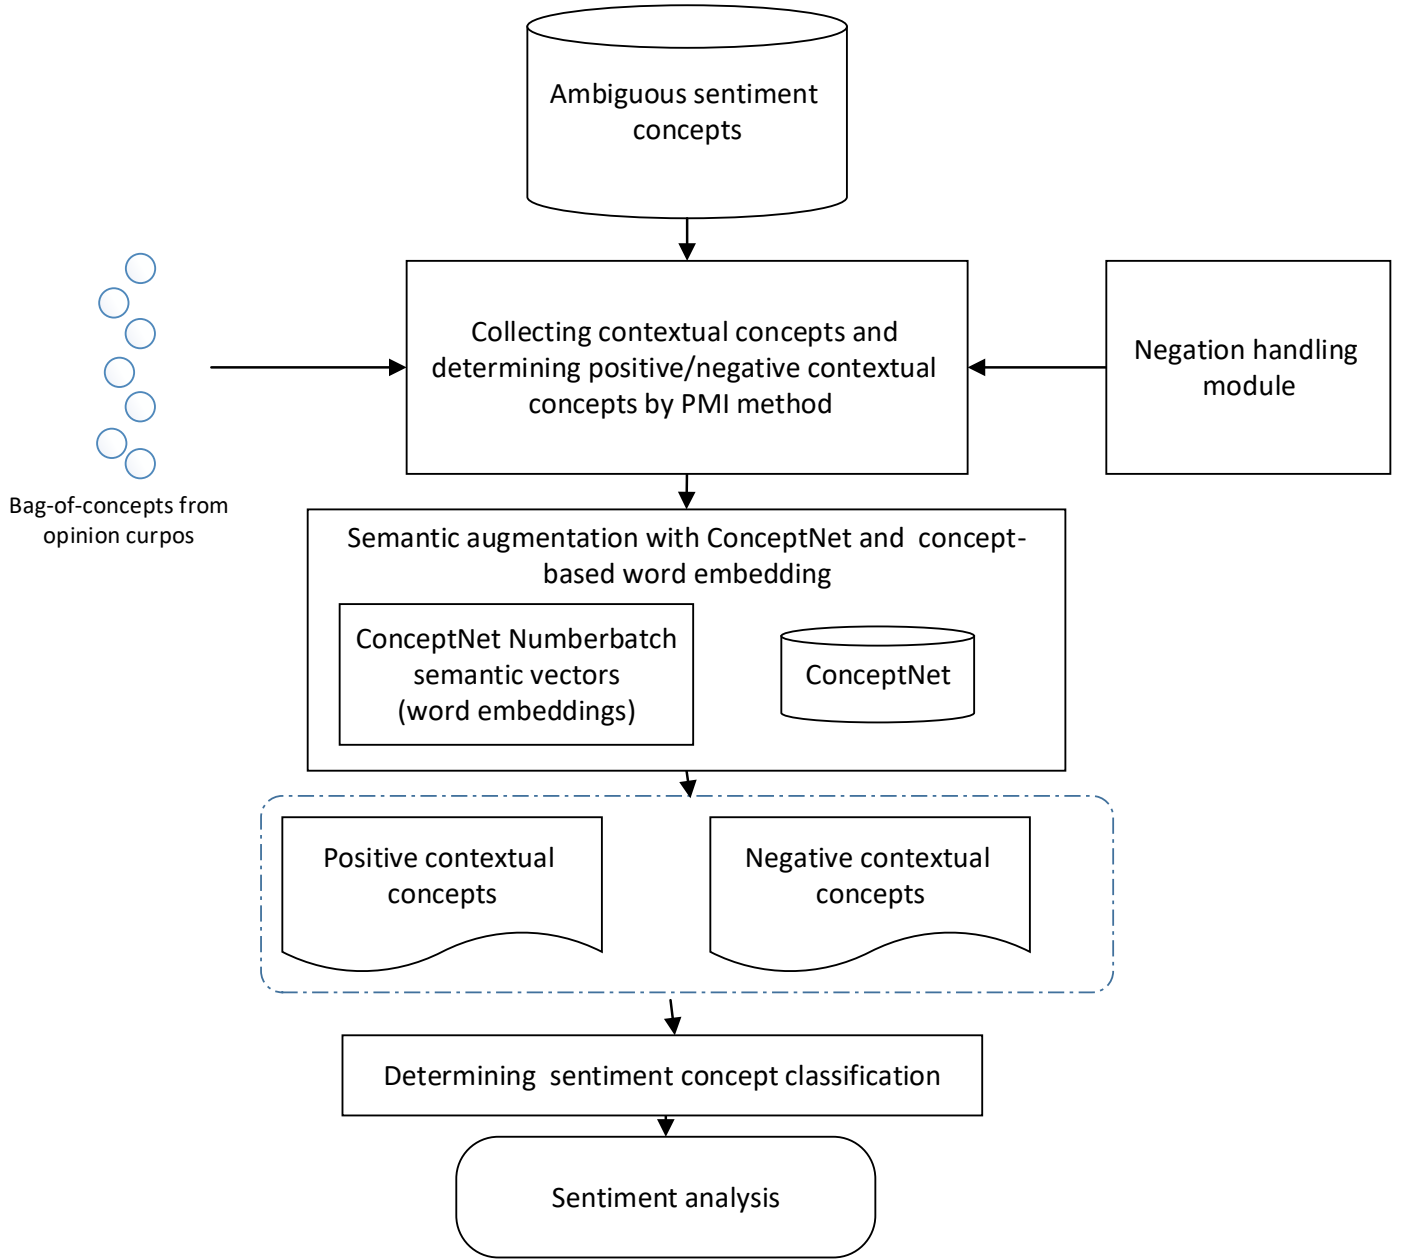 Ambiguous sentiment
concepts
Collecting contextual concepts and
determining positive/negative contextual
concepts by PMI method
Negation handling
module
Bag-of-concepts from
opinion curpos
Semantic augmentation with ConceptNet and concept-
based word embedding
ConceptNet Numberbatch
semantic vectors
(word embeddings)
ConceptNet
Positive contextual
concepts
Negative contextual
concepts
Determining sentiment concept classification
Sentiment analysis